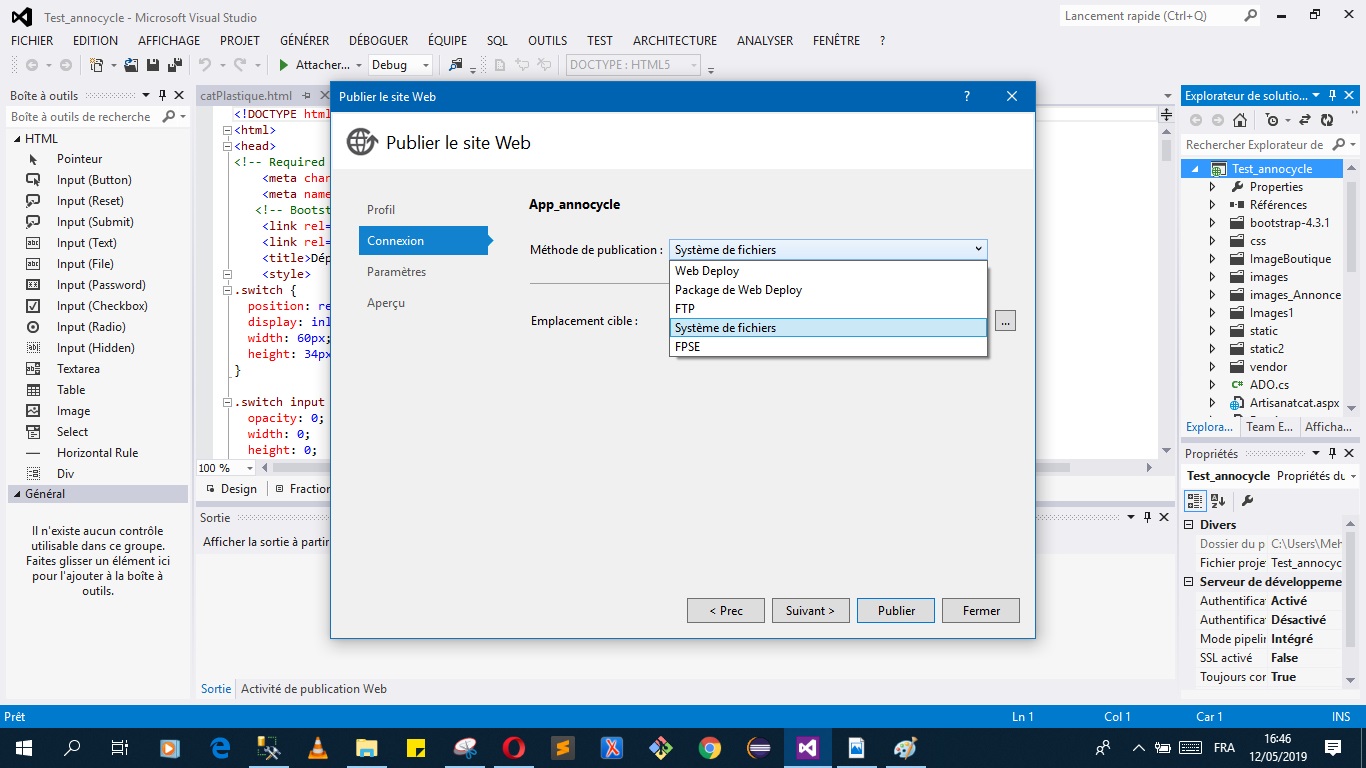 Test_annocycle - Microsoft Visual Studio
Lancement rapide (Ctrl+Q)
FICHIER EDITION AFFICHAGE PROJET GÉNÉRER DÉBOGUER ÉQUIPE SQL OUTILS TEST ARCHITECTURE ANALYSER FENÊTRE ?
Attacher... Debug DOCTYPE : HTML5
Boîte à outils
Boîte à outils de recherche
HTML
Pointeur
Input (Button)
Input (Reset)
Input (Submit)
Input (Text)
Input (File)
Input (Password)
Input (Checkbox)
Input (Radio)
Input (Hidden)
Textarea
Table
Image
Select
Horizontal Rule
Div
Général
Il n'existe aucun contrôle
utilisable dans ce groupe.
Faites glisser un élément ici
pour l'ajouter à la boîte à
outils.
catPlastique.html
<!DOCTYPE html
<html>
<head>
<!-- Required
<meta char
<meta name
<!-- Boots
<link rel=
<link rel=
<title>Dép
<style>
.switch {
position: re
display: inl
width: 60px;
height: 34px
}
.switch input
opacity: 0;
width: 0;
height: 0;
100 %
Design Fraction
Sortie
Afficher la sortie à partir
Sortie Activité de publication Web
Publier le site Web
?
Publier le site Web
Profil
Connexion
Paramètres
Aperçu
App_annocycle
Méthode de publication : Système de fichiers
Web Deploy
Package de Web Deploy
FTP
Système de fichiers
FPSE
Emplacement cible :
...
< Prec Suivant > Publier Fermer
Explorateur de solutio...
Rechercher Explorateur de
Test_annocycle
Properties
Références
bootstrap-4.3.1
css
ImageBoutique
images
images_Annonce
Images1
static
static2
vendor
ADO.cs
Artisanatcat.aspx
Explora... Team E... Afficha...
Propriétés
Test_annocycle Propriétés du
Divers
Dossier du p C:\Users\Meh
Fichier proje Test_annocyc
Serveur de développeme
Authentifica Activé
Authentifica Désactivé
Mode pipelin Intégré
SSL activé False
Toujours cor True
Prêt Ln 1 Col 1 Car 1 INS
FRA
16:46
12/05/2019